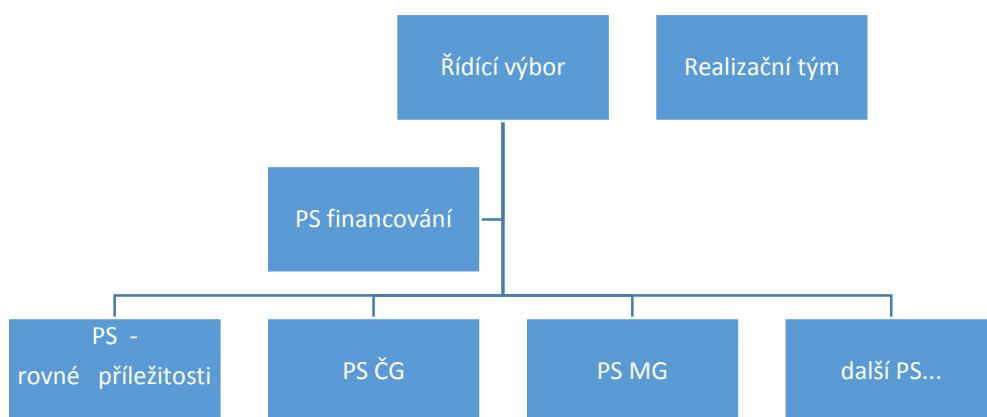 Řídící výbor
Realizační tým
PS financování
PS -
rovné příležitosti
PS ČG
PS MG
další PS...